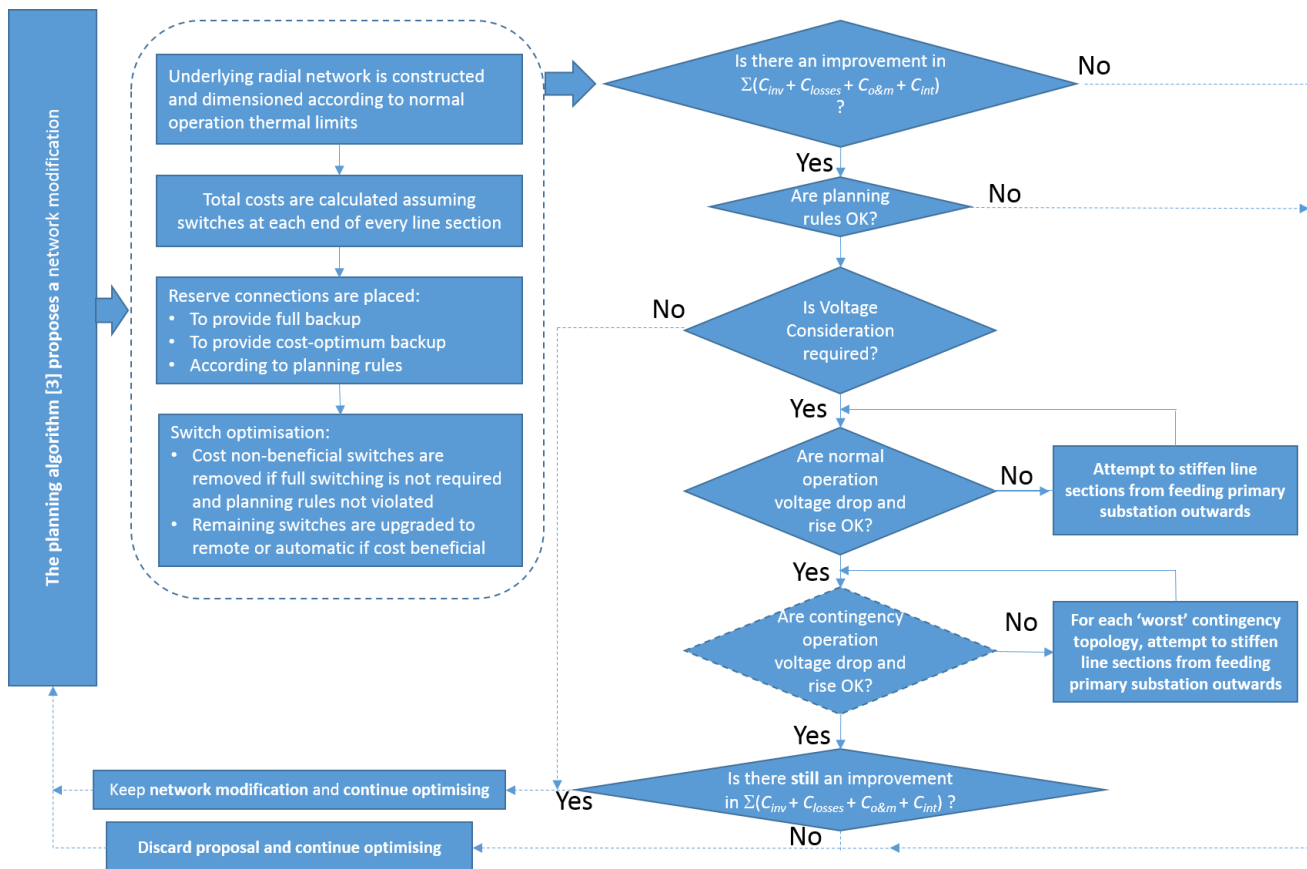 The planning algorithm [3] proposes a network modification
Underlying radial network is constructed
and dimensioned according to normal
operation thermal limits
Total costs are calculated assuming
switches at each end of every line section
Reserve connections are placed:
• To provide full backup
• To provide cost-optimum backup
• According to planning rules
Switch optimisation:
• Cost non-beneficial switches are
removed if full switching is not required
and planning rules not violated
• Remaining switches are upgraded to
remote or automatic if cost beneficial
Is there an improvement in
Σ(Cinv + Closses + Co&m + Cint)
?
No
Yes
Are planning
rules OK?
No
Is Voltage
Consideration
required?
No
Yes
Are normal
operation
voltage drop and
rise OK?
No
Attempt to stiffen line
sections from feeding primary
substation outwards
Yes
Are contingency
operation
voltage drop and
rise OK?
No
For each ‘worst’ contingency
topology, attempt to stiffen
line sections from feeding
primary substation outwards
Yes
Is there still an improvement
in Σ(Cinv + Closses + Co&m + Cint) ?
Yes
Keep network modification and continue optimising
No
Discard proposal and continue optimising